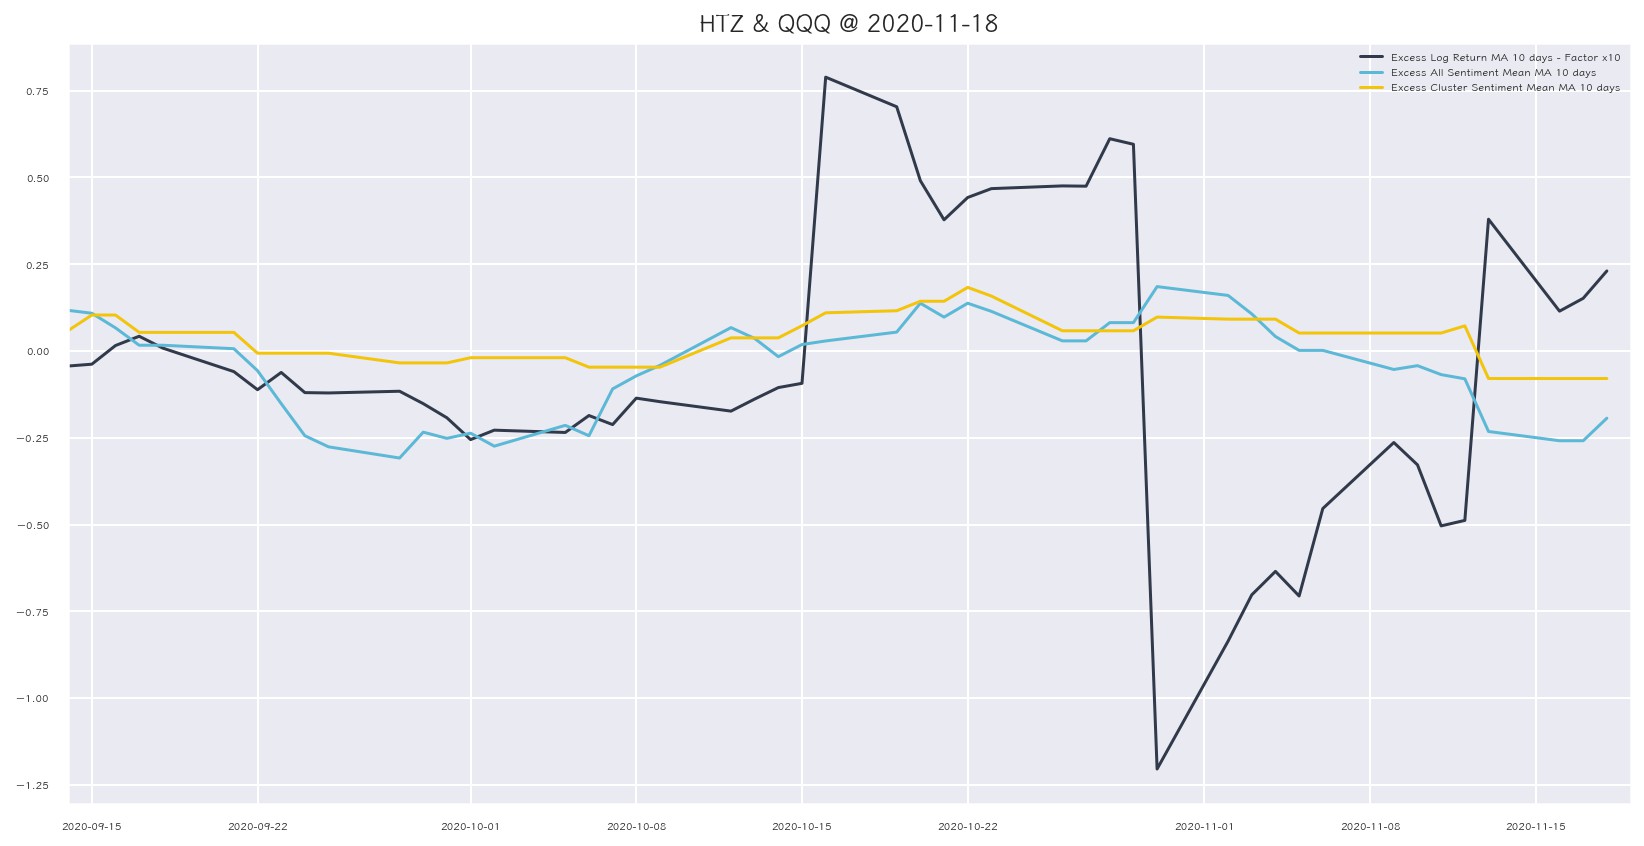 HTZ & QQQ @ 2020-11-18
Excess Log Return MA 10 days - Factor x10
Excess All Sentiment Mean MA 10 days
Excess Cluster Sentiment Mean MA 10 days
0.75
0.50
0.25
0.00
−0.25
−0.50
−0.75
−1.00
−1.25
2020-09-15 2020-09-22 2020-10-01 2020-10-08 2020-10-15 2020-10-22 2020-11-01 2020-11-08 2020-11-15